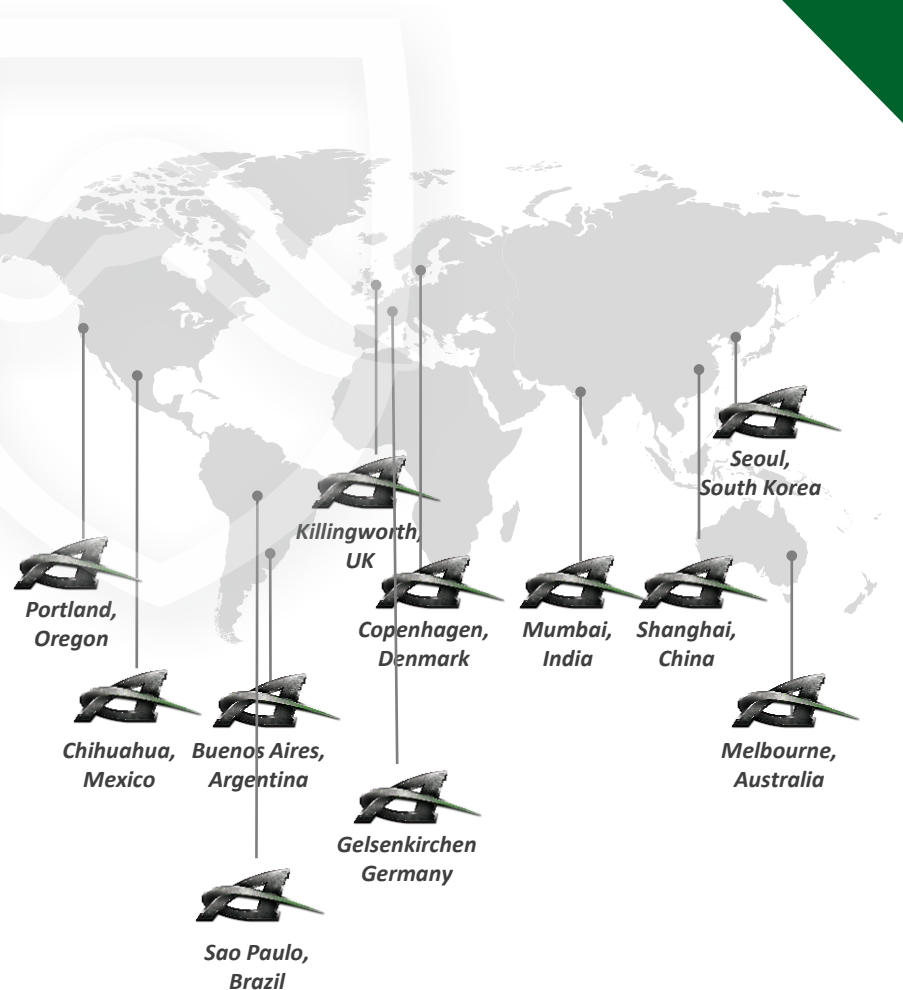 Seoul,
South Korea
Killingworth,
UK
Portland,
Oregon
Copenhagen,
Denmark
Mumbai,
India
Shanghai,
China
Chihuahua,
Mexico
Buenos Aires,
Argentina
Melbourne,
Australia
Gelsenkirchen
Germany
Sao Paulo,
Brazil